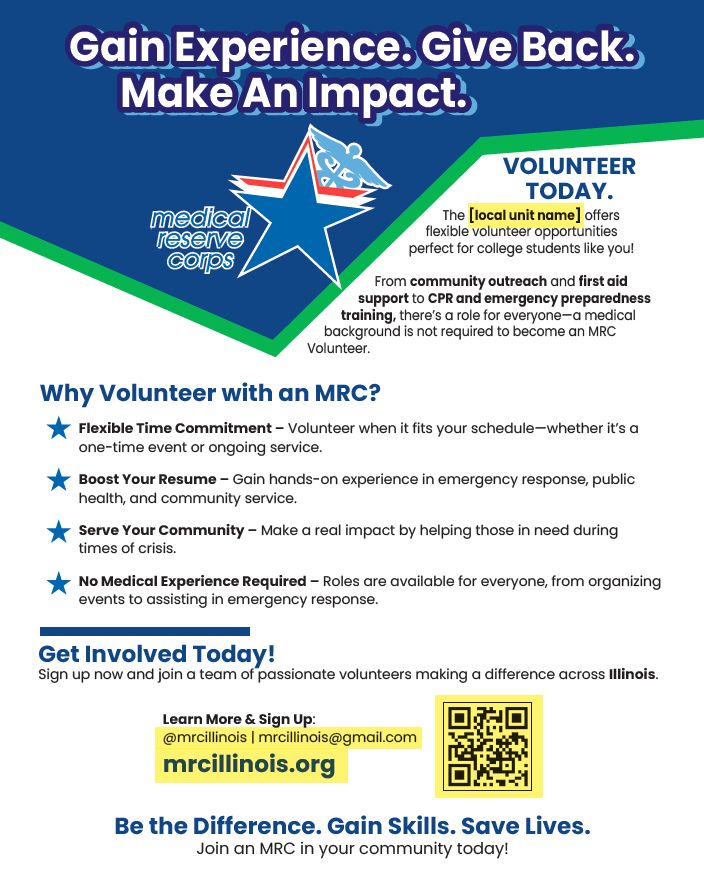 Gain Experience. Give Back.
Make An Impact.
medical
reserve
corps
VOLUNTEER
TODAY.
The [local unit name] offers
flexible volunteer opportunities
perfect for college students like you!
From community outreach and first aid
support to CPR and emergency preparedness
training, there's a role for everyone—a medical
background is not required to become an MRC
Volunteer.
Why Volunteer with an MRC?
Flexible Time Commitment – Volunteer when it fits your schedule—whether it's a
one-time event or ongoing service.
Boost Your Resume – Gain hands-on experience in emergency response, public
health, and community service.
Serve Your Community – Make a real impact by helping those in need during
times of crisis.
No Medical Experience Required – Roles are available for everyone, from organizing
events to assisting in emergency response.
Get Involved Today!
Sign up now and join a team of passionate volunteers making a difference across Illinois.
Learn More & Sign Up:
@mrcillinois | mrcillinois@gmail.com
mrcillinois.org
Be the Difference. Gain Skills. Save Lives.
Join an MRC in your community today!